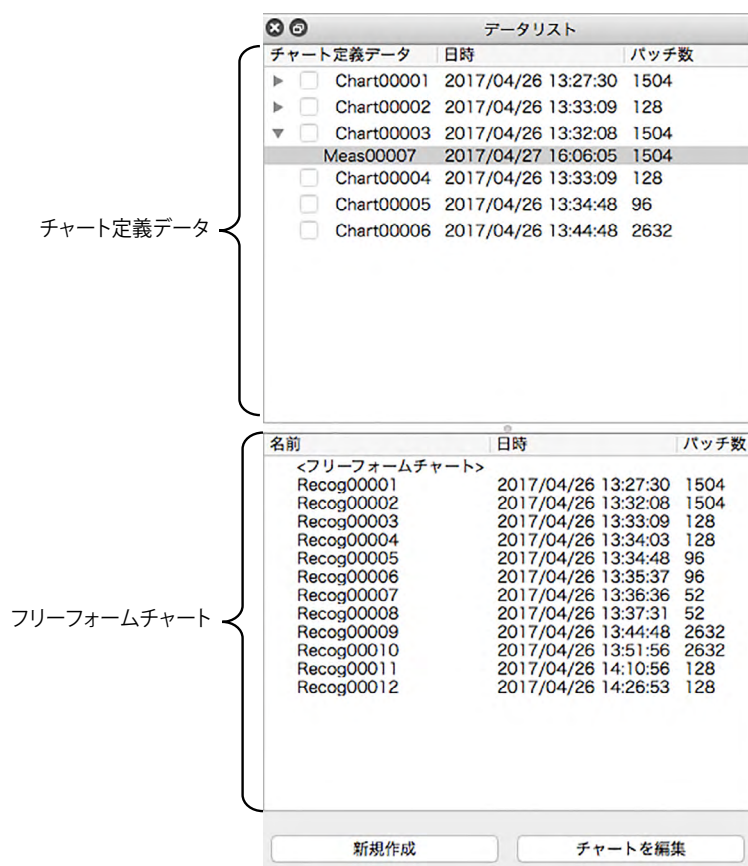 データリスト
チャート定義データ 日時 パッチ数
Chart00001 2017/04/26 13:27:30 1504
Chart00002 2017/04/26 13:33:09 128
Chart00003 2017/04/26 13:32:08 1504
Meas00007 2017/04/27 16:06:05 1504
Chart00004 2017/04/26 13:33:09 128
Chart00005 2017/04/26 13:34:48 96
Chart00006 2017/04/26 13:44:48 2632
チャート定義データ
名前 日時 パッチ数
<フリーフォームチャート>
Recog00001 2017/04/26 13:27:30 1504
Recog00002 2017/04/26 13:32:08 1504
Recog00003 2017/04/26 13:33:09 128
Recog00004 2017/04/26 13:34:03 128
Recog00005 2017/04/26 13:34:48 96
Recog00006 2017/04/26 13:35:37 96
Recog00007 2017/04/26 13:36:36 52
Recog00008 2017/04/26 13:37:31 52
Recog00009 2017/04/26 13:44:48 2632
Recog00010 2017/04/26 13:51:56 2632
Recog00011 2017/04/26 14:10:56 128
Recog00012 2017/04/26 14:26:53 128
フリーフォームチャート
新規作成 チャートを編集